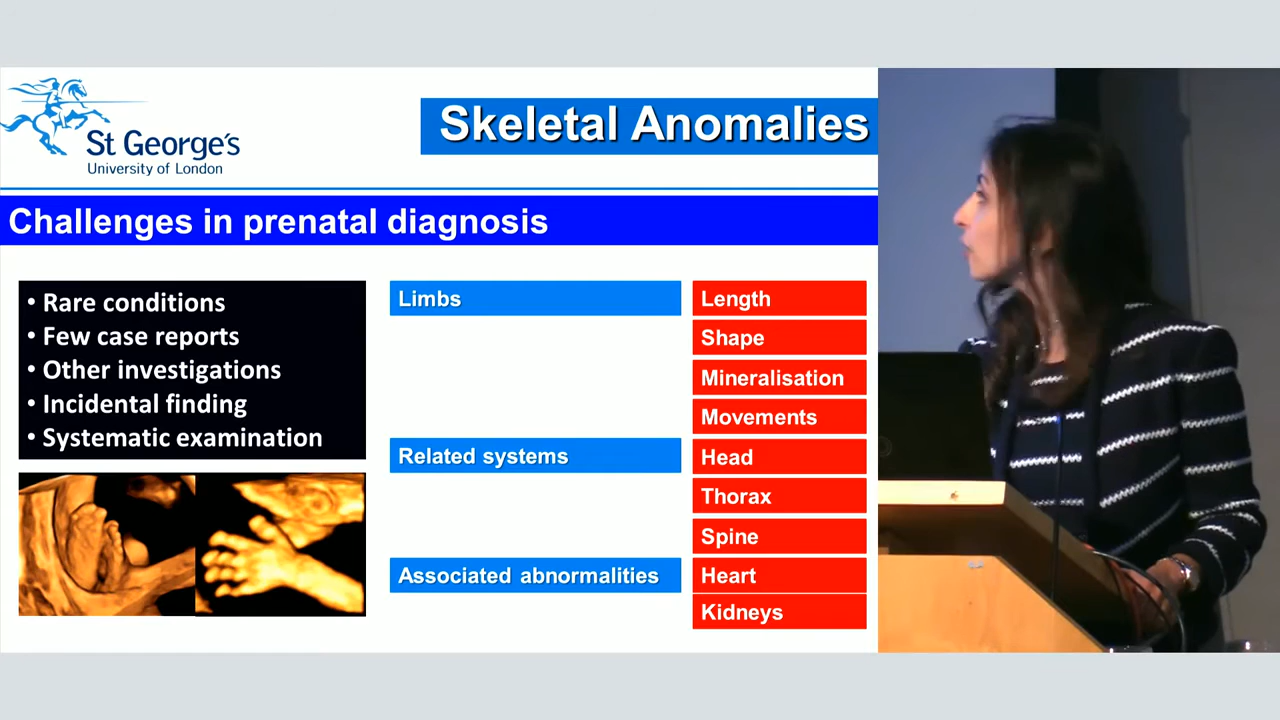 St George's
University of London
Skeletal Anomalies
Challenges in prenatal diagnosis
• Rare conditions
• Few case reports
• Other investigations
• Incidental finding
• Systematic examination
Limbs
Length
Shape
Mineralisation
Movements
Related systems
Head
Thorax
Spine
Associated abnormalities
Heart
Kidneys